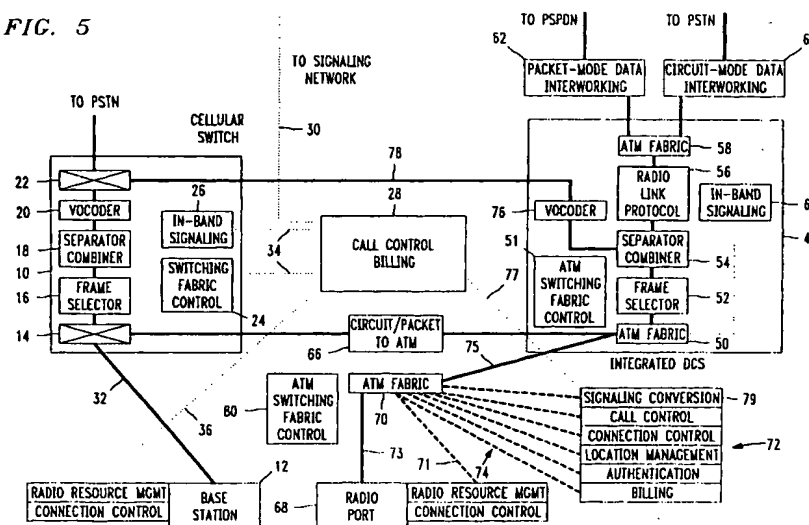 FIG. 5
TO PSPDN
TO PSTN
62
TO SIGNALING
NETWORK
PACKET-MODE DATA
INTERWORKING
CIRCUIT-MODE DATA
INTERWORKING
TO PSTN
CELLULAR
SWITCH
30
ATM FABRIC
58
78
56
22
26
28
RADIO
LINK
PROTOCOL
20
VOCODER
IN-BAND
SIGNALING
76
VOCODER
IN-BAND
SIGNALING
18
SEPARATOR
COMBINER
34
CALL CONTROL
BILLING
51
SEPARATOR
COMBINER
54
10
SWITCHING
FABRIC
CONTROL
ATM
SWITCHING
FABRIC
CONTROL
77
16
FRAME
SELECTOR
24
FRAME
SELECTOR
52
14
CIRCUIT/PACKET
TO ATM
ATM FABRIC
50
66
75
INTEGRATED DCS
32
36
80
ATM
SWITCHING
FABRIC
CONTROL
ATM FABRIC
70
SIGNALING CONVERSION
79
CALL CONTROL
CONNECTION CONTROL
72
LOCATION MANAGEMENT
AUTHENTICATION
BILLING
73
71
74
12
68
RADIO RESOURCE MGMT
CONNECTION CONTROL
BASE
STATION
RADIO
PORT
RADIO RESOURCE MGMT
CONNECTION CONTROL